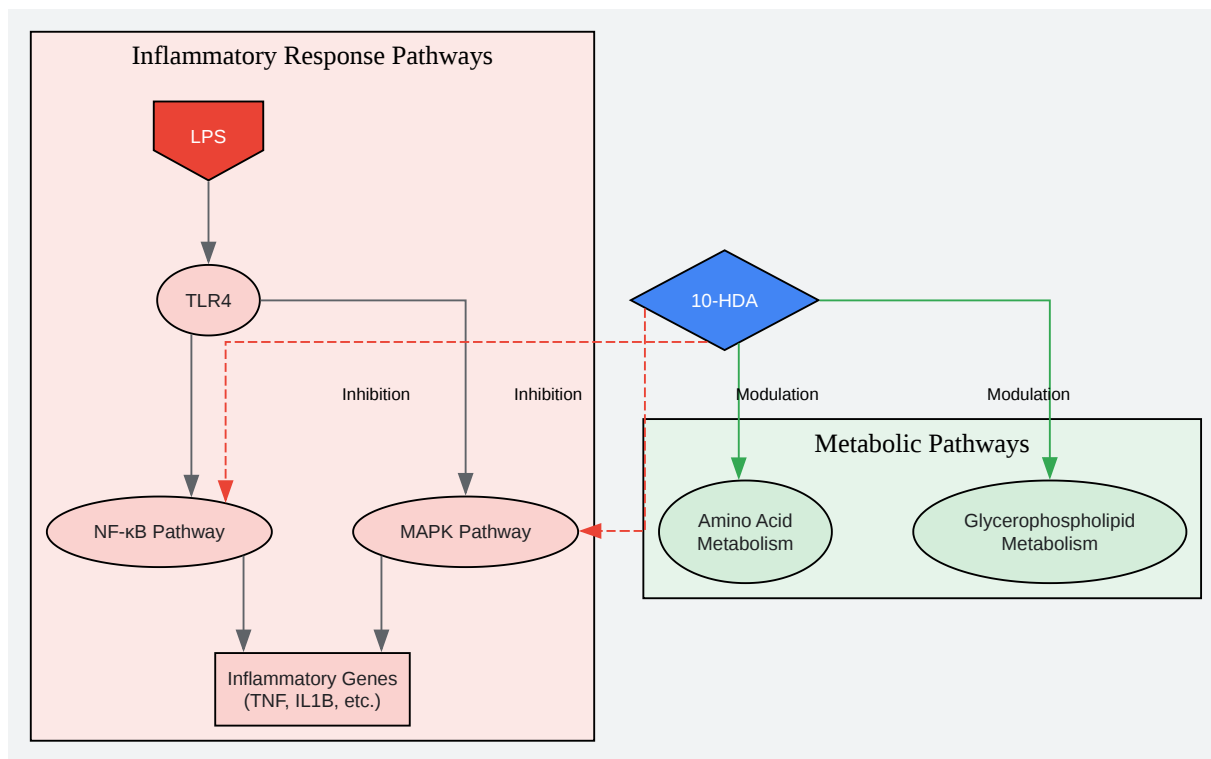 Inflammatory Response Pathways
LPS
TLR4
10-HDA
Inhibition
Inhibition
Modulation
Modulation
Metabolic Pathways
NF-κB Pathway
MAPK Pathway
Amino Acid
Metabolism
Glycerophospholipid
Metabolism
Inflammatory Genes
(TNF, IL1B, etc.)